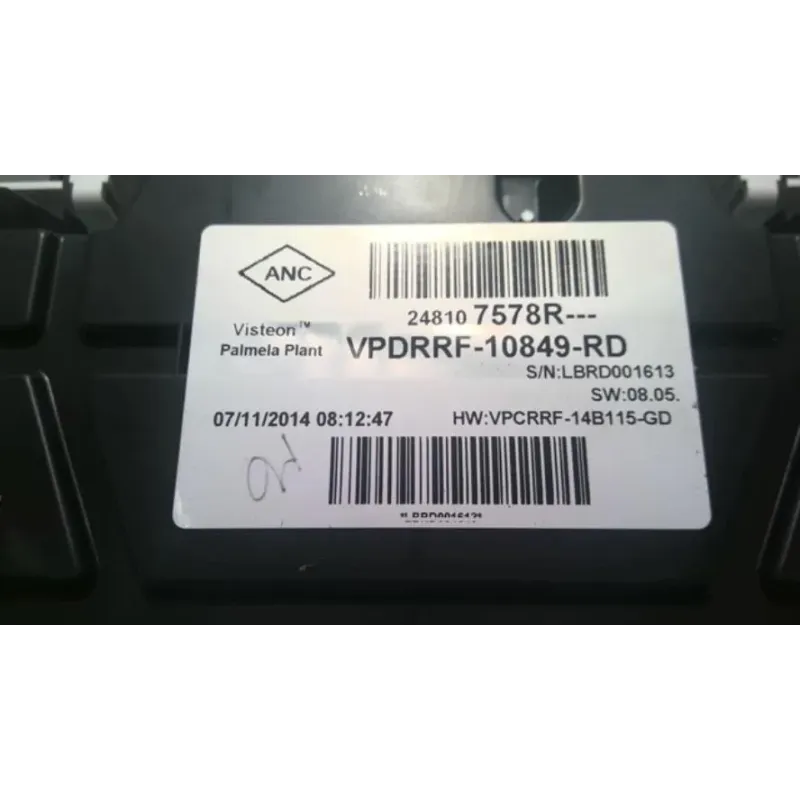 ANC
24810 7578R---
Visteon™
Palmela Plant
VPDRRF-10849-RD
S/N:LBRD001613
SW:08.05.
07/11/2014 08:12:47
HW:VPCRRF-14B115-GD
*LBRD001613*